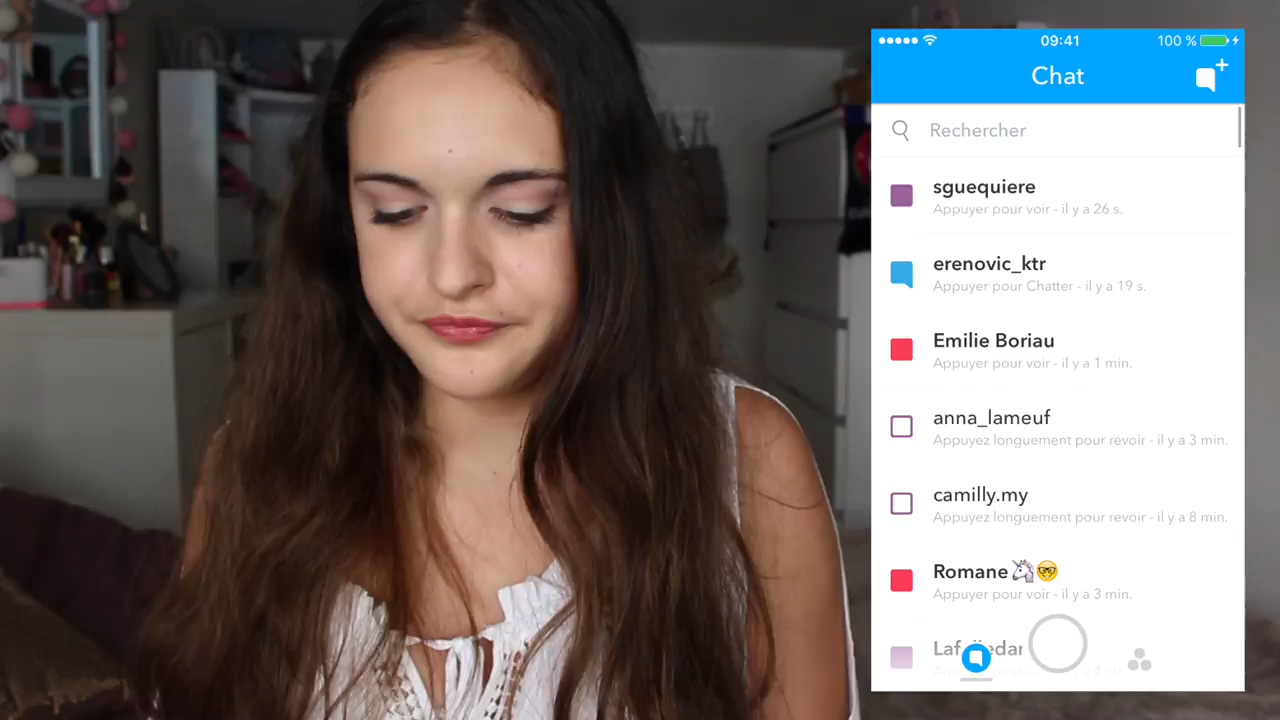 09:41
100 %
Chat
Rechercher
sguequiere
Appuyer pour voir - il y a 26 s.
erenovic_ktr
Appuyer pour Chatter - il y a 19 s.
Emilie Boriau
Appuyer pour voir - il y a 1 min.
anna_lameuf
Appuyez longuement pour revoir - il y a 3 min.
camilly.my
Appuyez longuement pour revoir - il y a 8 min.
Romane🦄🤓
Appuyer pour voir - il y a 3 min.